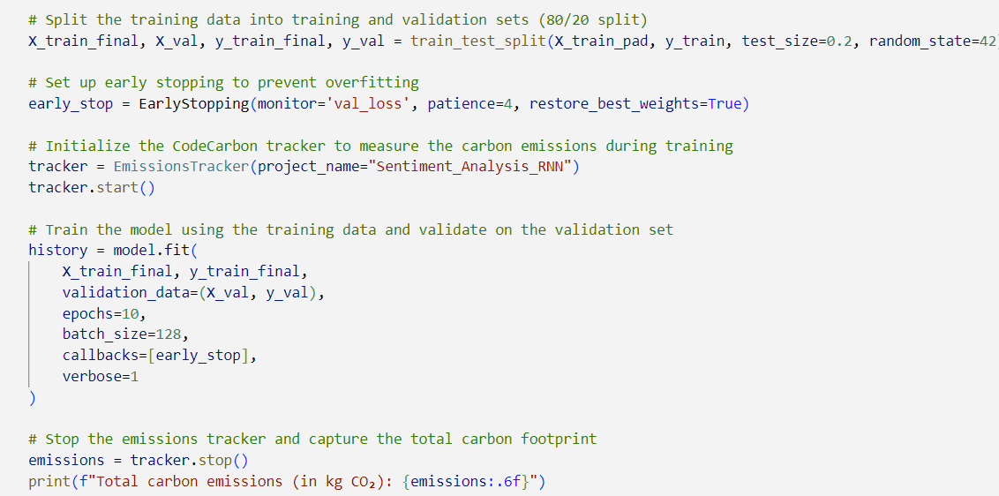 # Split the training data into training and validation sets (80/20 split)
X_train_final, X_val, y_train_final, y_val = train_test_split(X_train_pad, y_train, test_size=0.2, random_state=42)
# Set up early stopping to prevent overfitting
early_stop = EarlyStopping(monitor='val_loss', patience=4, restore_best_weights=True)
# Initialize the CodeCarbon tracker to measure the carbon emissions during training
tracker = EmissionsTracker(project_name="Sentiment_Analysis_RNN")
tracker.start()
# Train the model using the training data and validate on the validation set
history = model.fit(
    X_train_final, y_train_final,
    validation_data=(X_val, y_val),
    epochs=10,
    batch_size=128,
    callbacks=[early_stop],
    verbose=1
)
# Stop the emissions tracker and capture the total carbon footprint
emissions = tracker.stop()
print(f"Total carbon emissions (in kg CO₂): {emissions:.6f}")